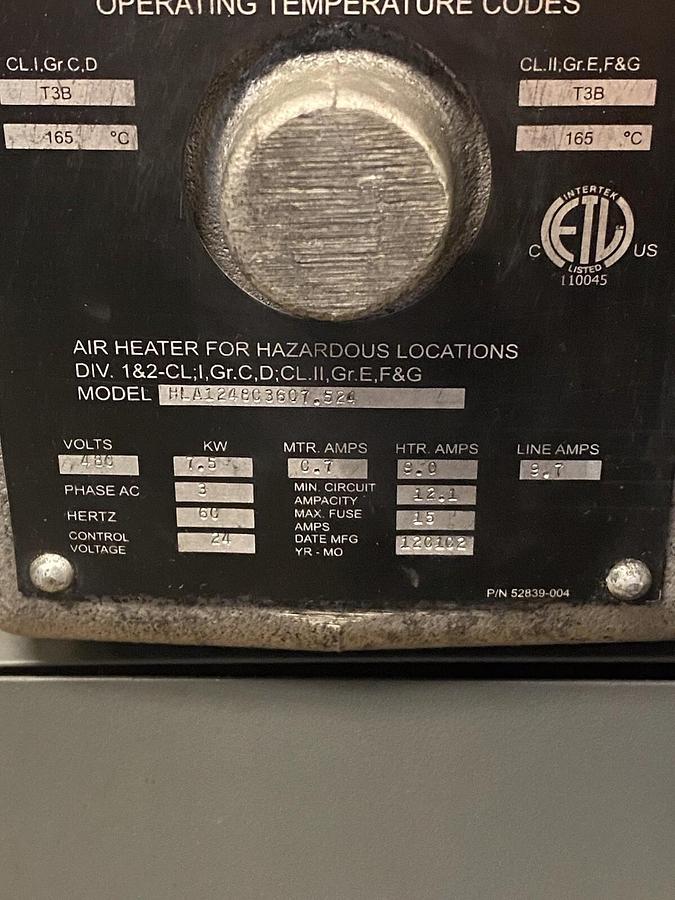 OPERATING TEMPERATURE CODES
CL.I,Gr.C,D
T3B
165 °C
CL.II;Gr.E,F&G
T3B
165 °C
INTERTEK
ETL
C US
LISTED
110045
AIR HEATER FOR HAZARDOUS LOCATIONS
DIV. 1&2-CL;I,Gr.C,D;CL.II,Gr.E,F&G
MODEL HLA124803607.524
VOLTS 480
KW 7.5
MTR. AMPS 0.7
HTR. AMPS 9.0
LINE AMPS 9.7
PHASE AC 3
HERTZ 60
CONTROL VOLTAGE 24
MIN. CIRCUIT AMPACITY 12.1
MAX. FUSE AMPS 15
DATE MFG YR - MO 120102
P/N 52839-004